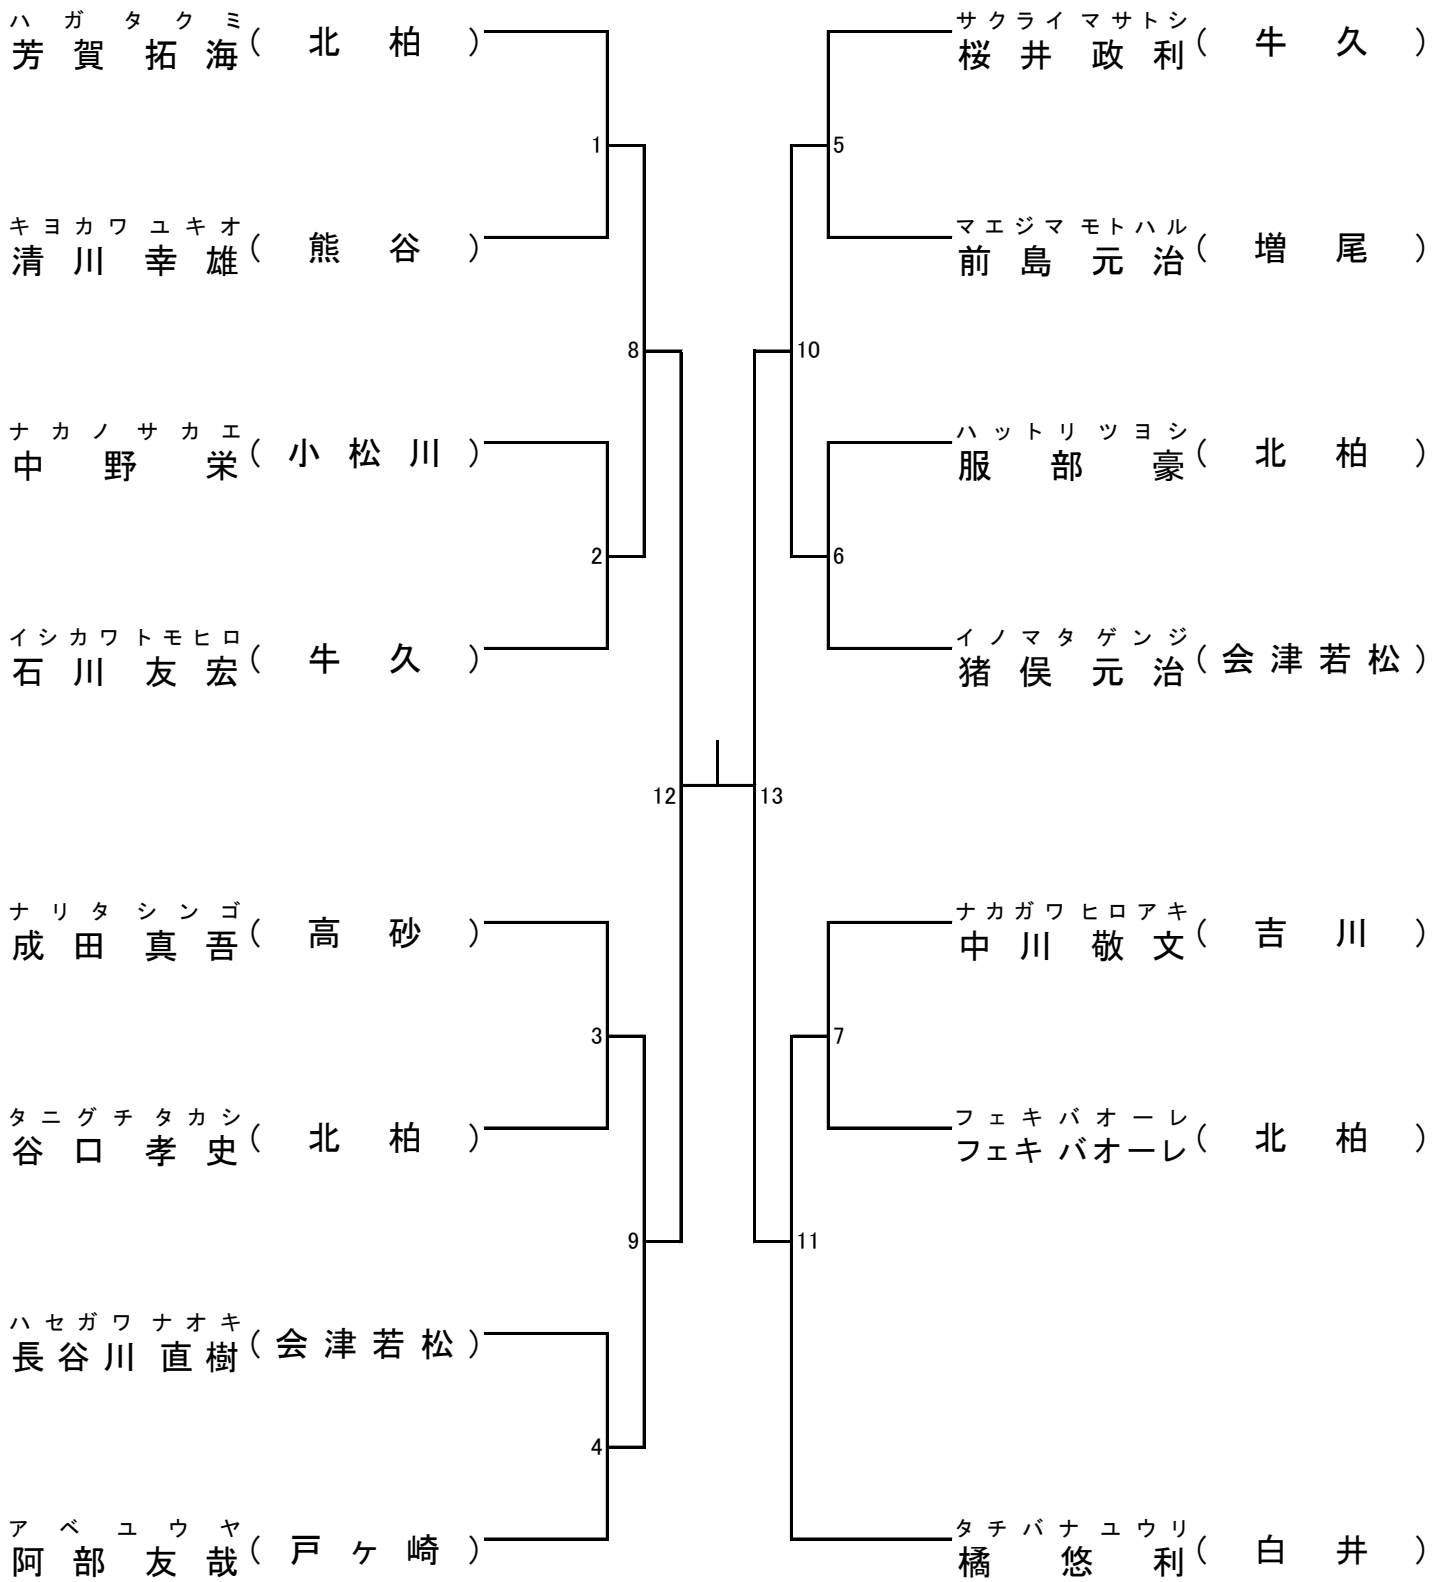 ハガ タクミ
芳賀 拓海 (北柏)
1
キヨカワ ユキオ
清川 幸雄 (熊谷)
8
ナカノ サカエ
中野 栄 (小松川)
2
イシカワ トモヒロ
石川 友宏 (牛久)
12
ナリタ シンゴ
成田 真吾 (高砂)
3
タニグチ タカシ
谷口 孝史 (北柏)
9
ハセガワ ナオキ
長谷川 直樹 (会津若松)
4
アベ ユウヤ
阿部 友哉 (戸ヶ崎)
サクライ マサトシ
桜井 政利 (牛久)
5
マエジマ モトハル
前島 元治 (増尾)
10
ハットリ ツヨシ
服部 豪 (北柏)
6
イノマタ ゲンジ
猪俣 元治 (会津若松)
13
ナカガワ ヒロアキ
中川 敬文 (吉川)
7
フェキ バオーレ
フェキ バオーレ (北柏)
11
タチバナ ユウリ
橘 悠利 (白井)